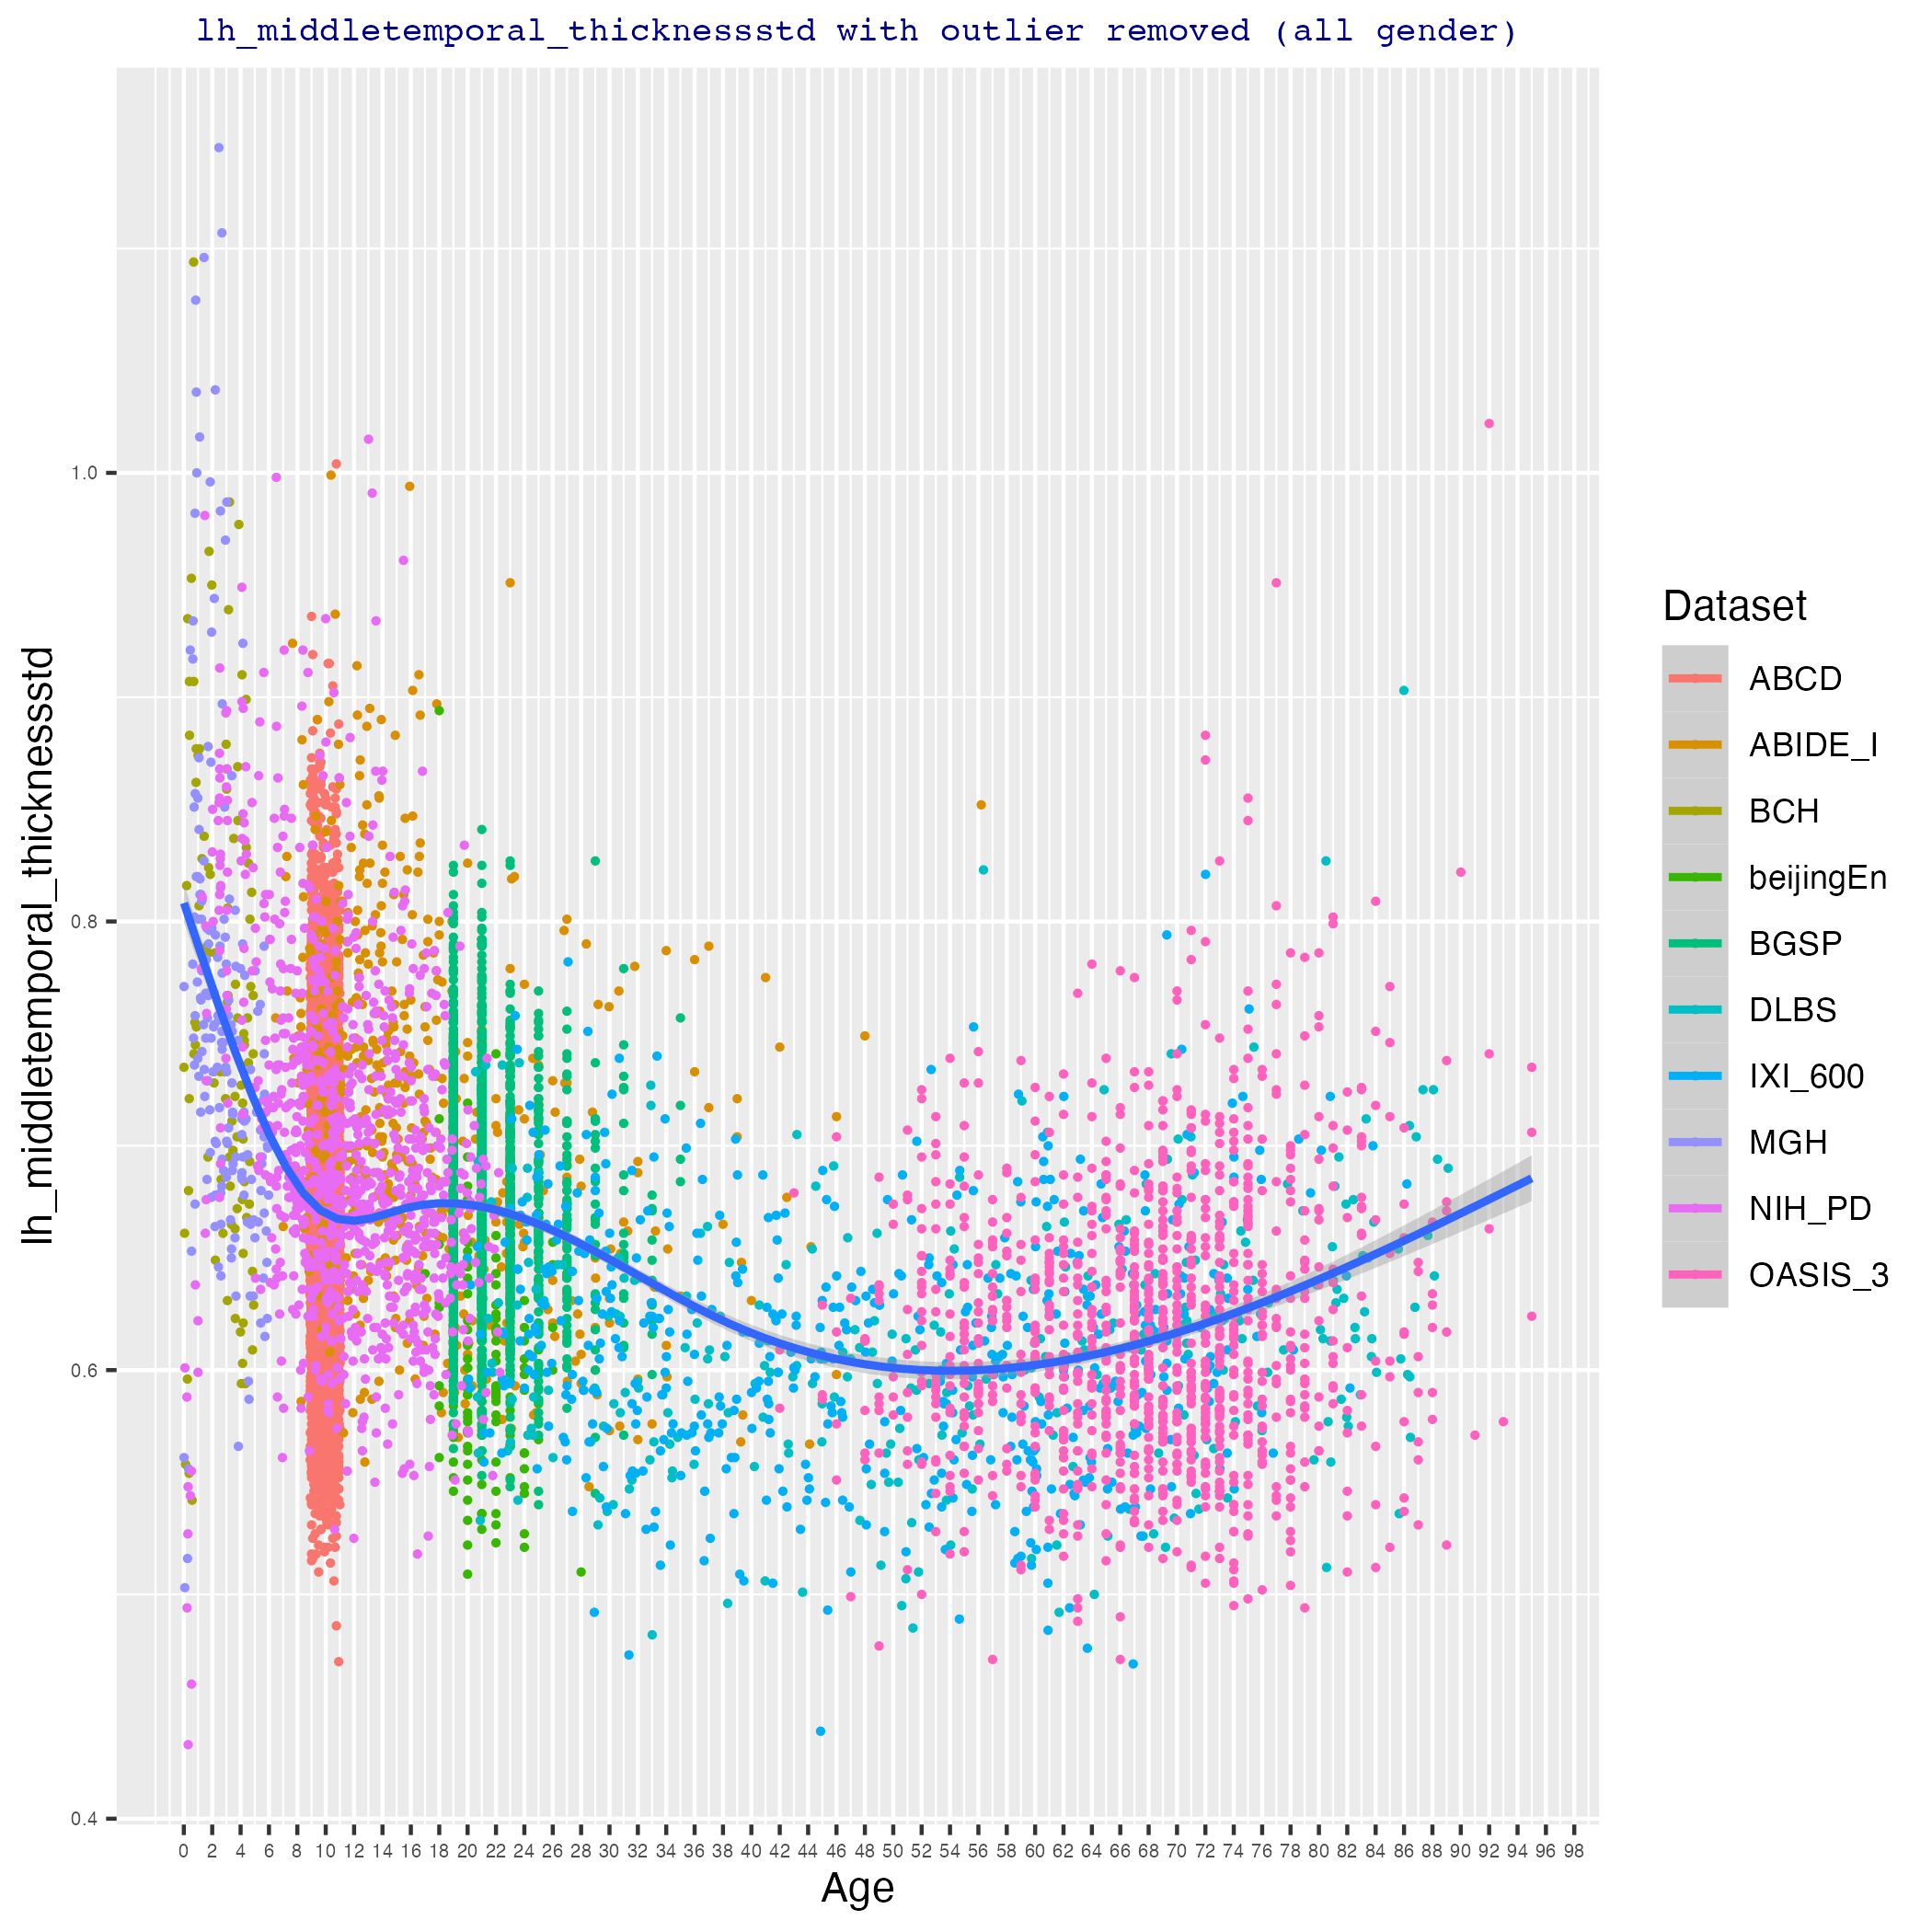 lh_middletemporal_thicknessstd with outlier removed (all gender)
lh_middletemporal_thicknessstd
1.0
0.8
0.6
0.4
0 2 4 6 8 10 12 14 16 18 20 22 24 26 28 30 32 34 36 38 40 42 44 46 48 50 52 54 56 58 60 62 64 66 68 70 72 74 76 78 80 82 84 86 88 90 92 94 96 98
Age
Dataset
ABCD
ABIDE_I
BCH
beijingEn
BGSP
DLBS
IXI_600
MGH
NIH_PD
OASIS_3